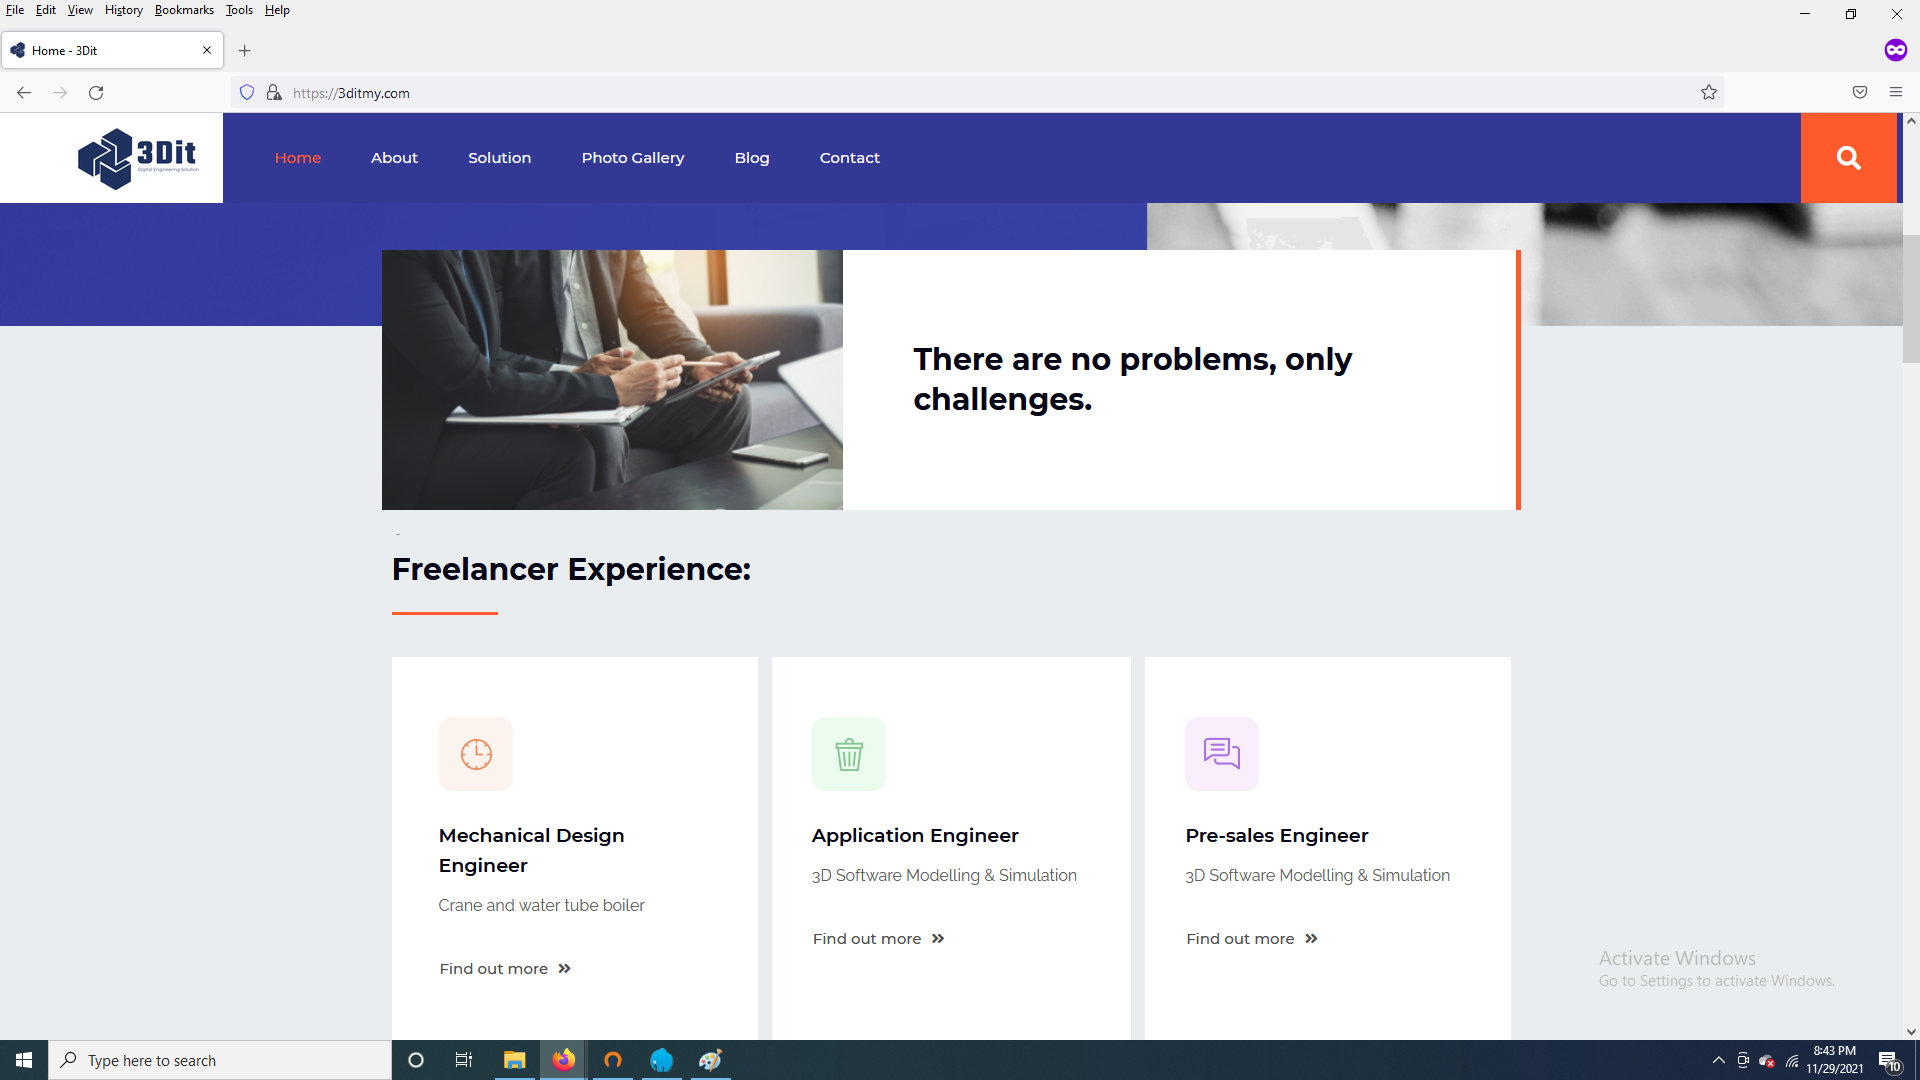 File Edit View History Bookmarks Tools Help
Home - 3Dit
https://3ditmy.com
3Dit
Digital Engineering Solution
Home About Solution Photo Gallery Blog Contact
There are no problems, only
challenges.
-
Freelancer Experience:
Mechanical Design
Engineer
Crane and water tube boiler
Find out more »
Application Engineer
3D Software Modelling & Simulation
Find out more »
Pre-sales Engineer
3D Software Modelling & Simulation
Find out more »
Activate Windows
Go to Settings to activate Windows.
Type here to search
8:43 PM
11/29/2021
10